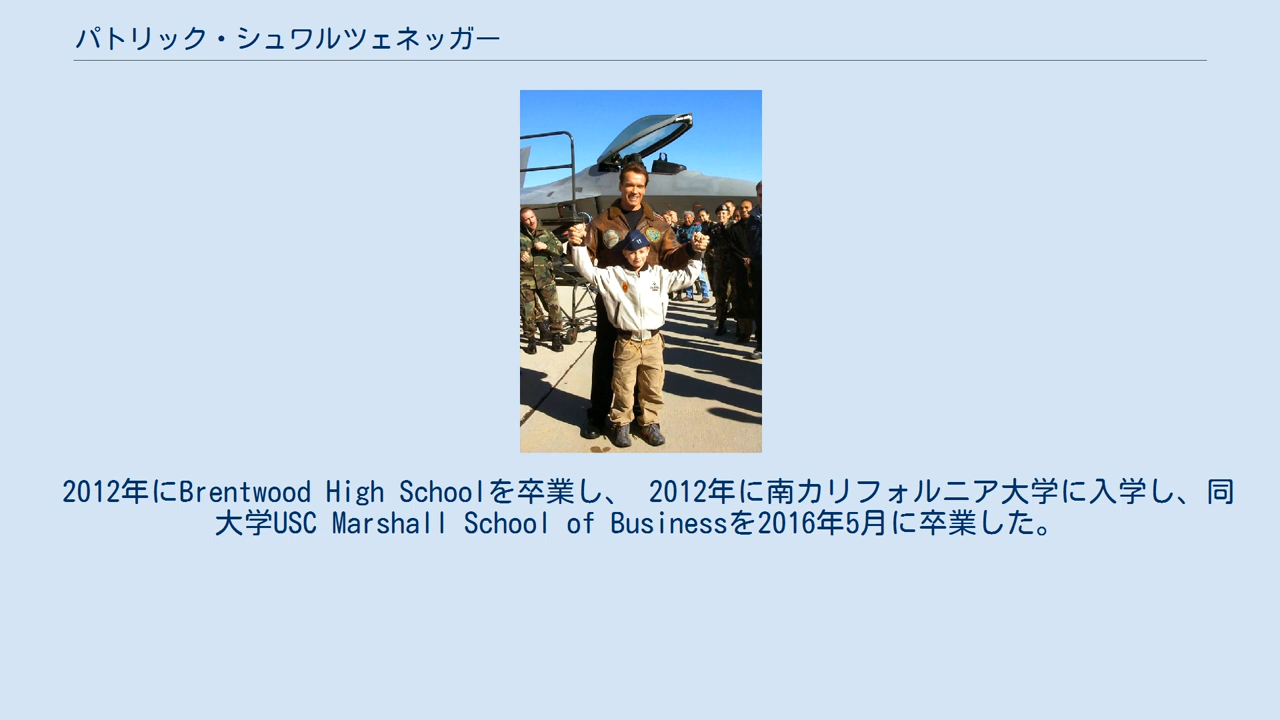 パトリック・シュワルツェネッガー
2012年にBrentwood High Schoolを卒業し、 2012年に南カリフォルニア大学に入学し、同
大学USC Marshall School of Businessを2016年5月に卒業した。